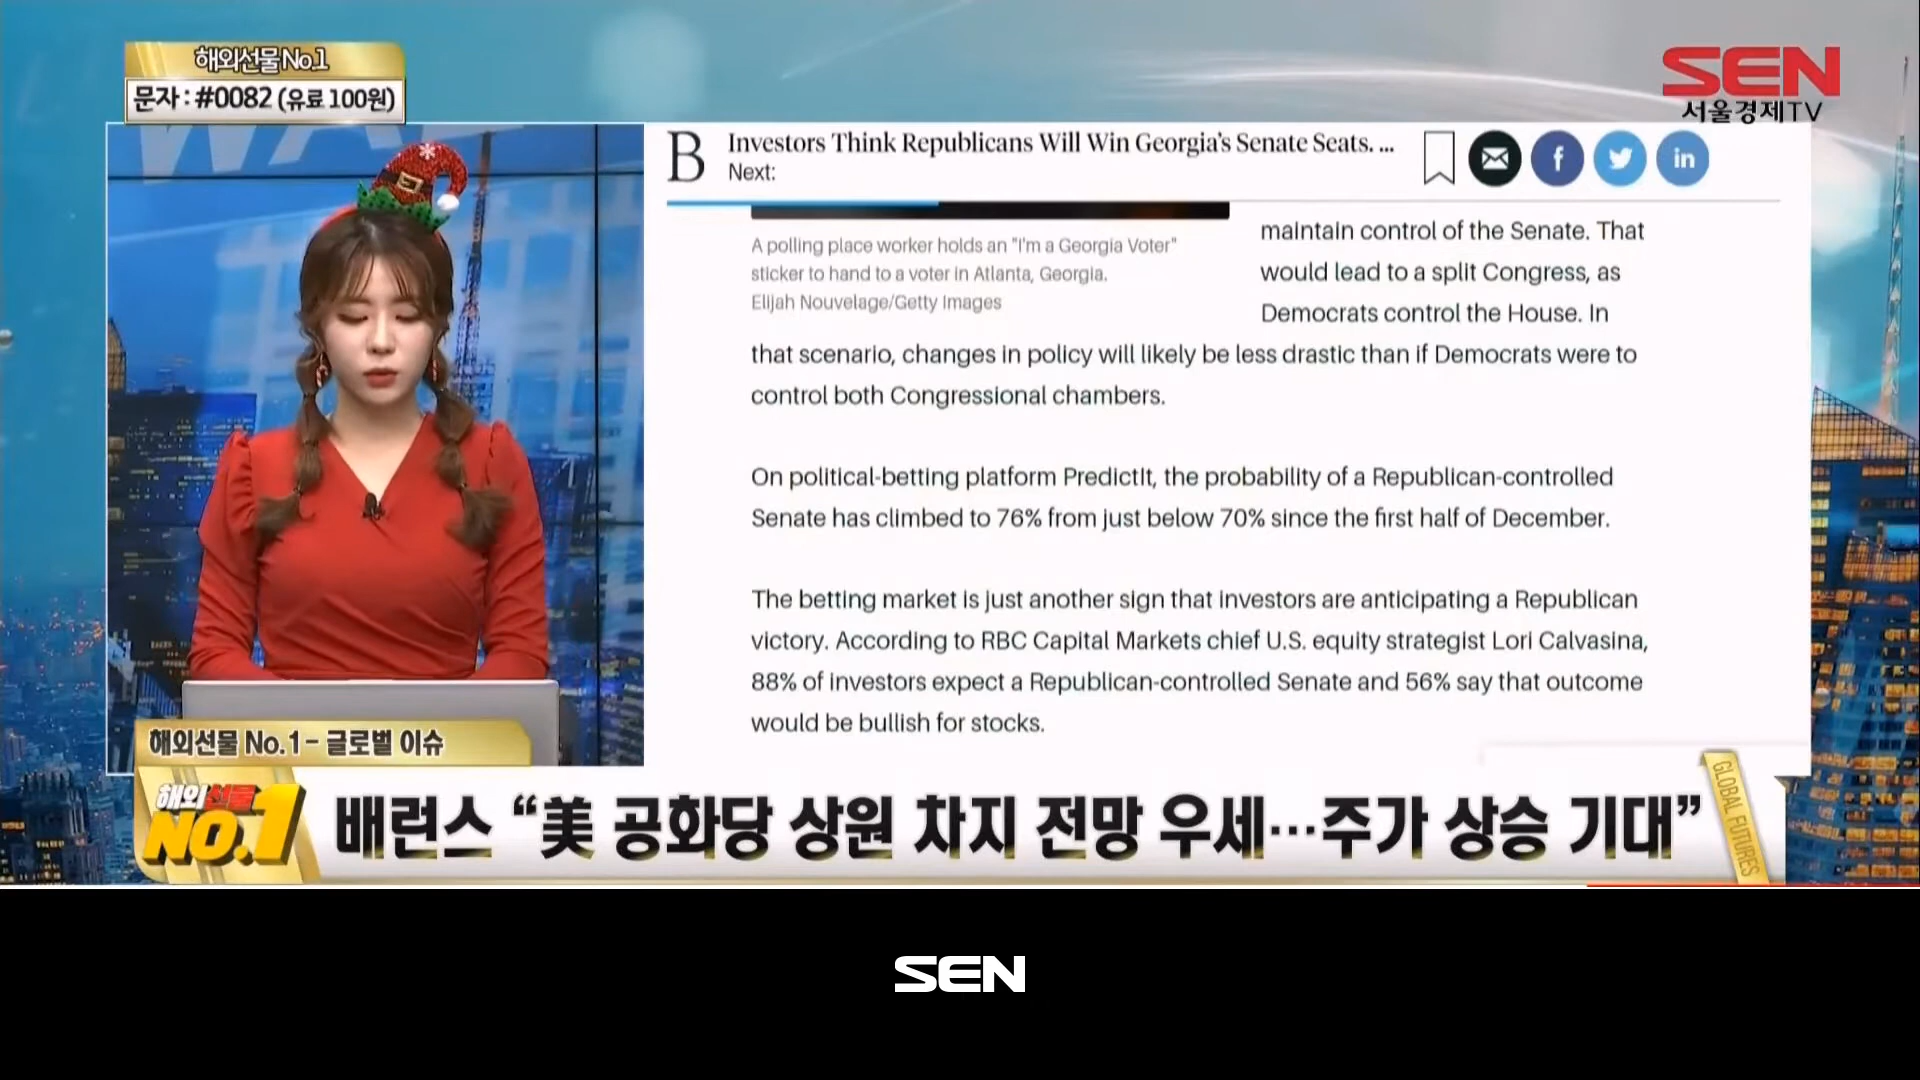 해외선물 No.1
문자 : #0082 (유료 100원)
SEN
서울경제TV
B
Investors Think Republicans Will Win Georgia's Senate Seats. ...
Next:
f
in
A polling place worker holds an "I'm a Georgia Voter"
sticker to hand to a voter in Atlanta, Georgia.
Elijah Nouvelage/Getty Images
maintain control of the Senate. That
would lead to a split Congress, as
Democrats control the House. In
that scenario, changes in policy will likely be less drastic than if Democrats were to
control both Congressional chambers.
On political-betting platform PredictIt, the probability of a Republican-controlled
Senate has climbed to 76% from just below 70% since the first half of December.
The betting market is just another sign that investors are anticipating a Republican
victory. According to RBC Capital Markets chief U.S. equity strategist Lori Calvasina,
88% of investors expect a Republican-controlled Senate and 56% say that outcome
would be bullish for stocks.
해외선물 No.1 - 글로벌 이슈
해외선물
NO.1
배런스 “美 공화당 상원 차지 전망 우세…주가 상승 기대”
GLOBAL FUTURES
SEN